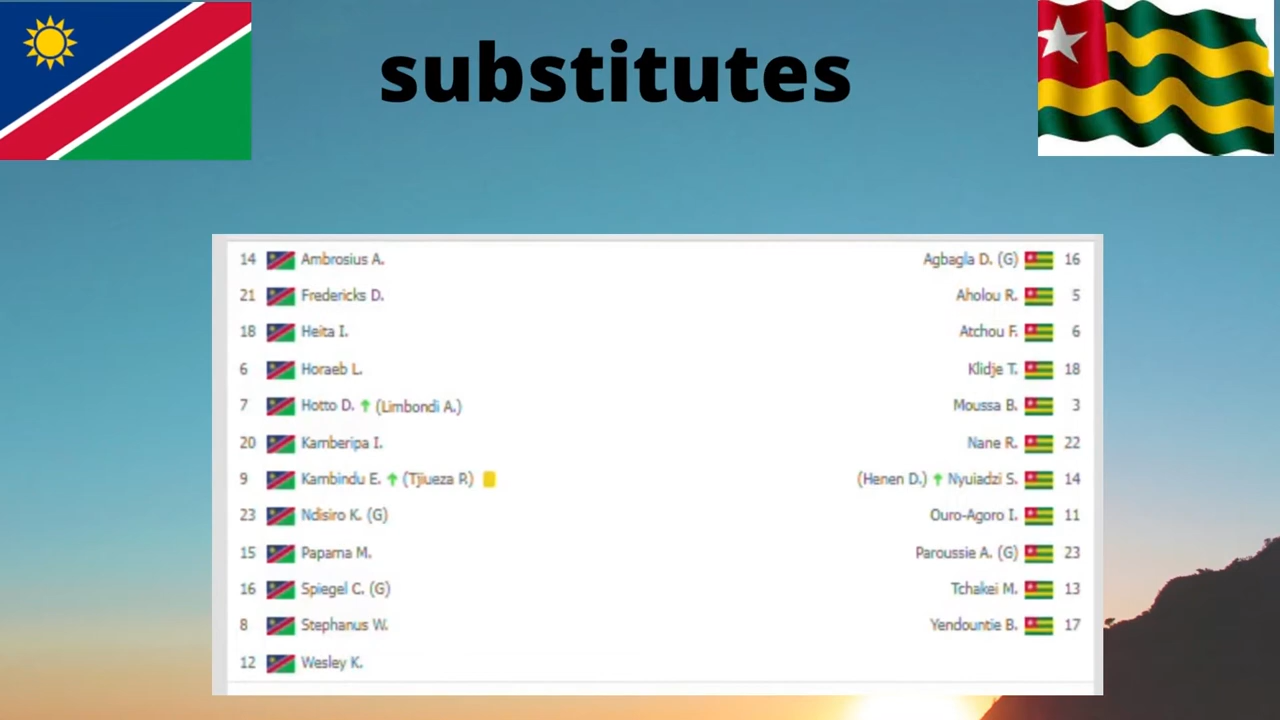 substitutes
14 Ambrosius A. Agbagla D. (G) 16
21 Fredericks D. Aholou R. 5
18 Heita I. Atchou F. 6
6 Horaeb L. Klidje T. 18
7 Hotto D. (Limbondi A.) Moussa B. 3
20 Kamberipa I. Nane R. 22
9 Kambindu E. (Tjiueza P.) (Henen D.) Nyuiadzi S. 14
23 Ndisiro K. (G) Ouro-Agoro I. 11
15 Papama M. Paroussie A. (G) 23
16 Spiegel C. (G) Tchakei M. 13
8 Stephanus W. Yendountie B. 17
12 Wesley K.